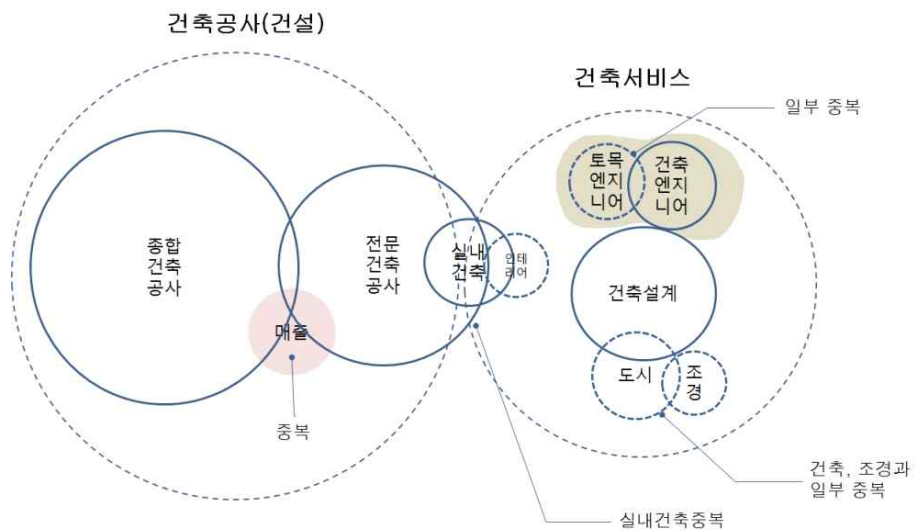 건축공사(건설)
건축서비스
일부 중복
토목
엔지
니어
건축
엔지
니어
종합
건축
공사
전문
건축
공사
실내
건축
인테
리어
건축설계
매출
도시
조
경
중복
건축, 조경과
일부 중복
실내건축중복